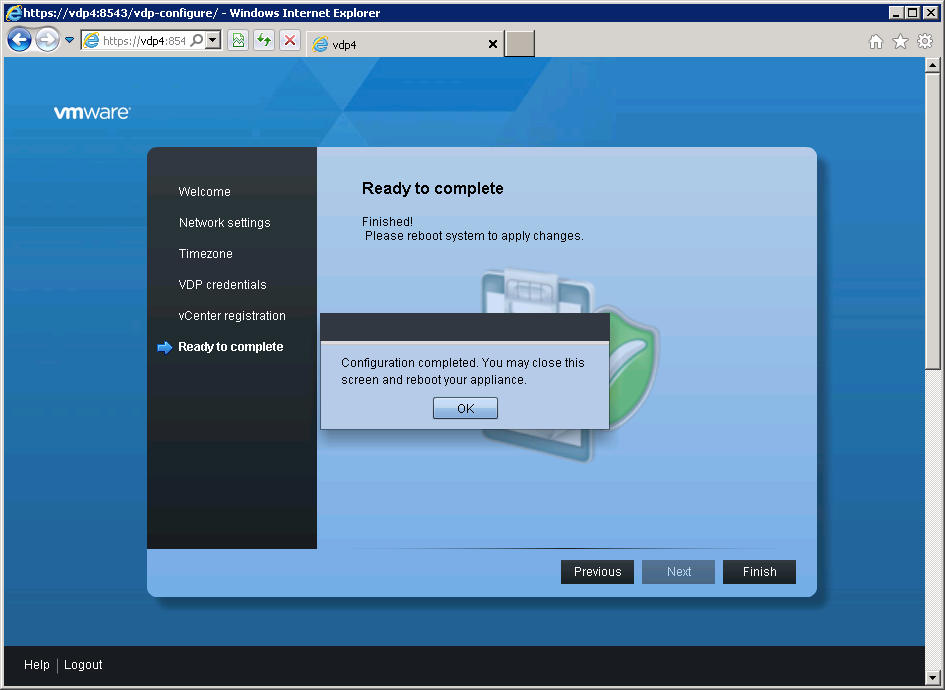 https://vdp4:8543/vdp-configure/ - Windows Internet Explorer
https://vdp4:854
vdp4
vmware®
Welcome
Network settings
Timezone
VDP credentials
vCenter registration
Ready to complete
Ready to complete
Finished!
Please reboot system to apply changes.
Configuration completed. You may close this
screen and reboot your appliance.
OK
Previous
Next
Finish
Help | Logout